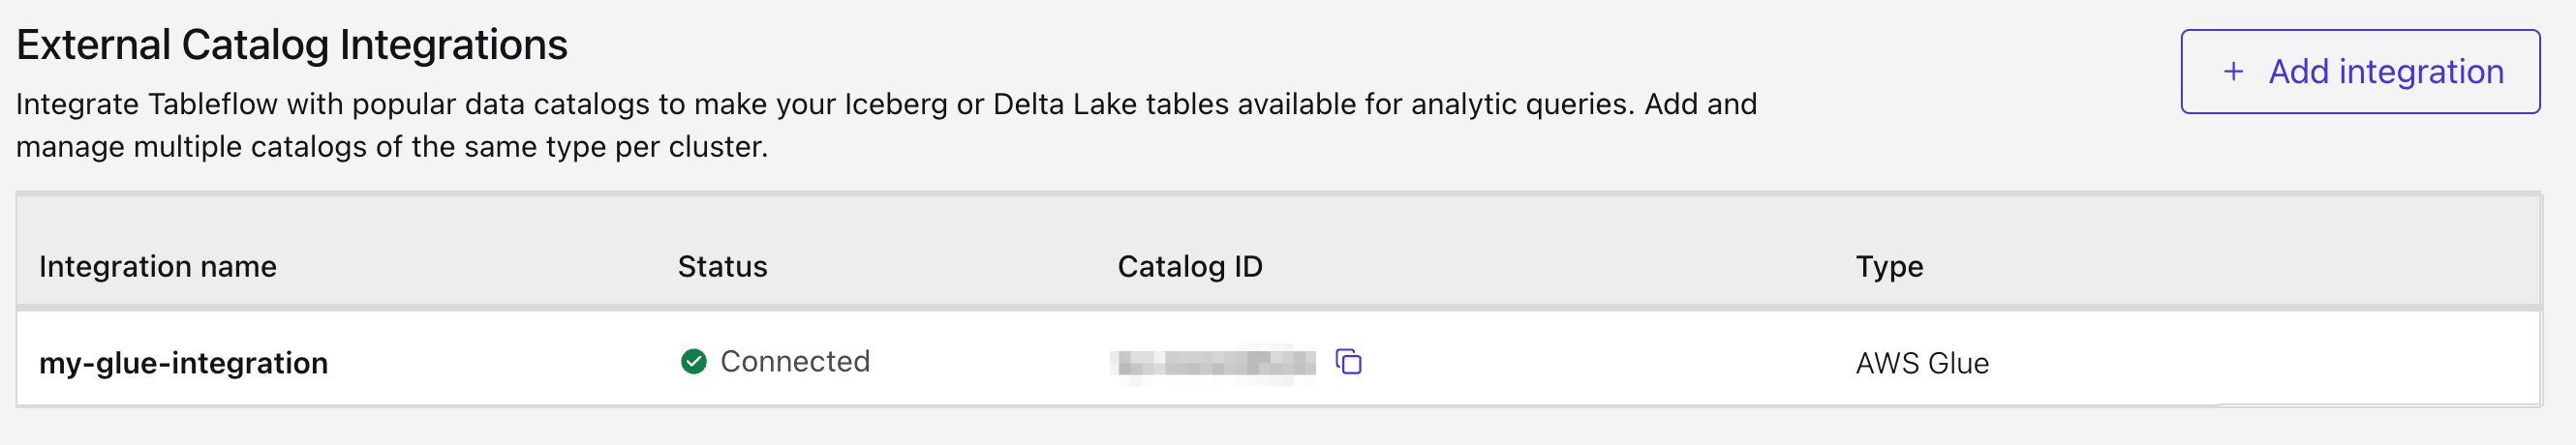 External Catalog Integrations
+ Add integration
Integrate Tableflow with popular data catalogs to make your Iceberg or Delta Lake tables available for analytic queries. Add and
manage multiple catalogs of the same type per cluster.
Integration name Status Catalog ID Type
my-glue-integration Connected AWS Glue